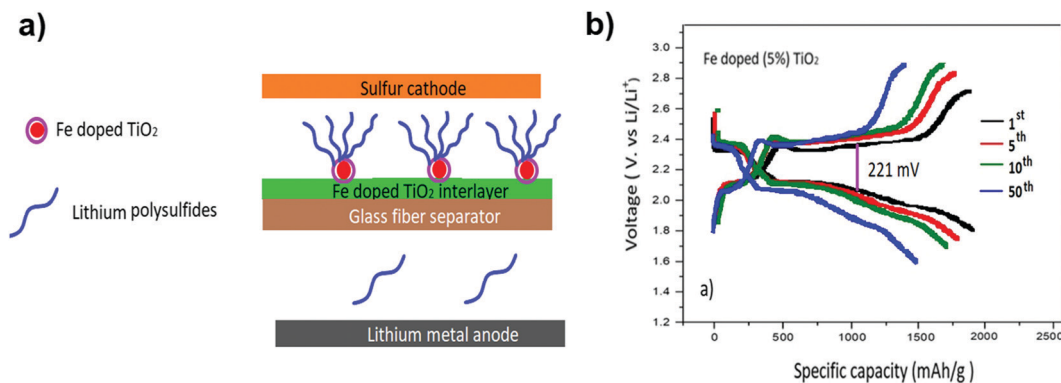 a)
Sulfur cathode
Fe doped TiO₂
Fe doped TiO₂ interlayer
Lithium polysulfides
Glass fiber separator
Lithium metal anode
b)
Fe doped (5%) TiO₂
Voltage ( V. vs Li/Li⁺)
3.0
2.8
2.6
2.4
2.2
2.0
1.8
1.6
1.4
1.2
1ˢᵗ
5ᵗʰ
10ᵗʰ
50ᵗʰ
221 mV
a)
0 500 1000 1500 2000 2500
Specific capacity (mAh/g )